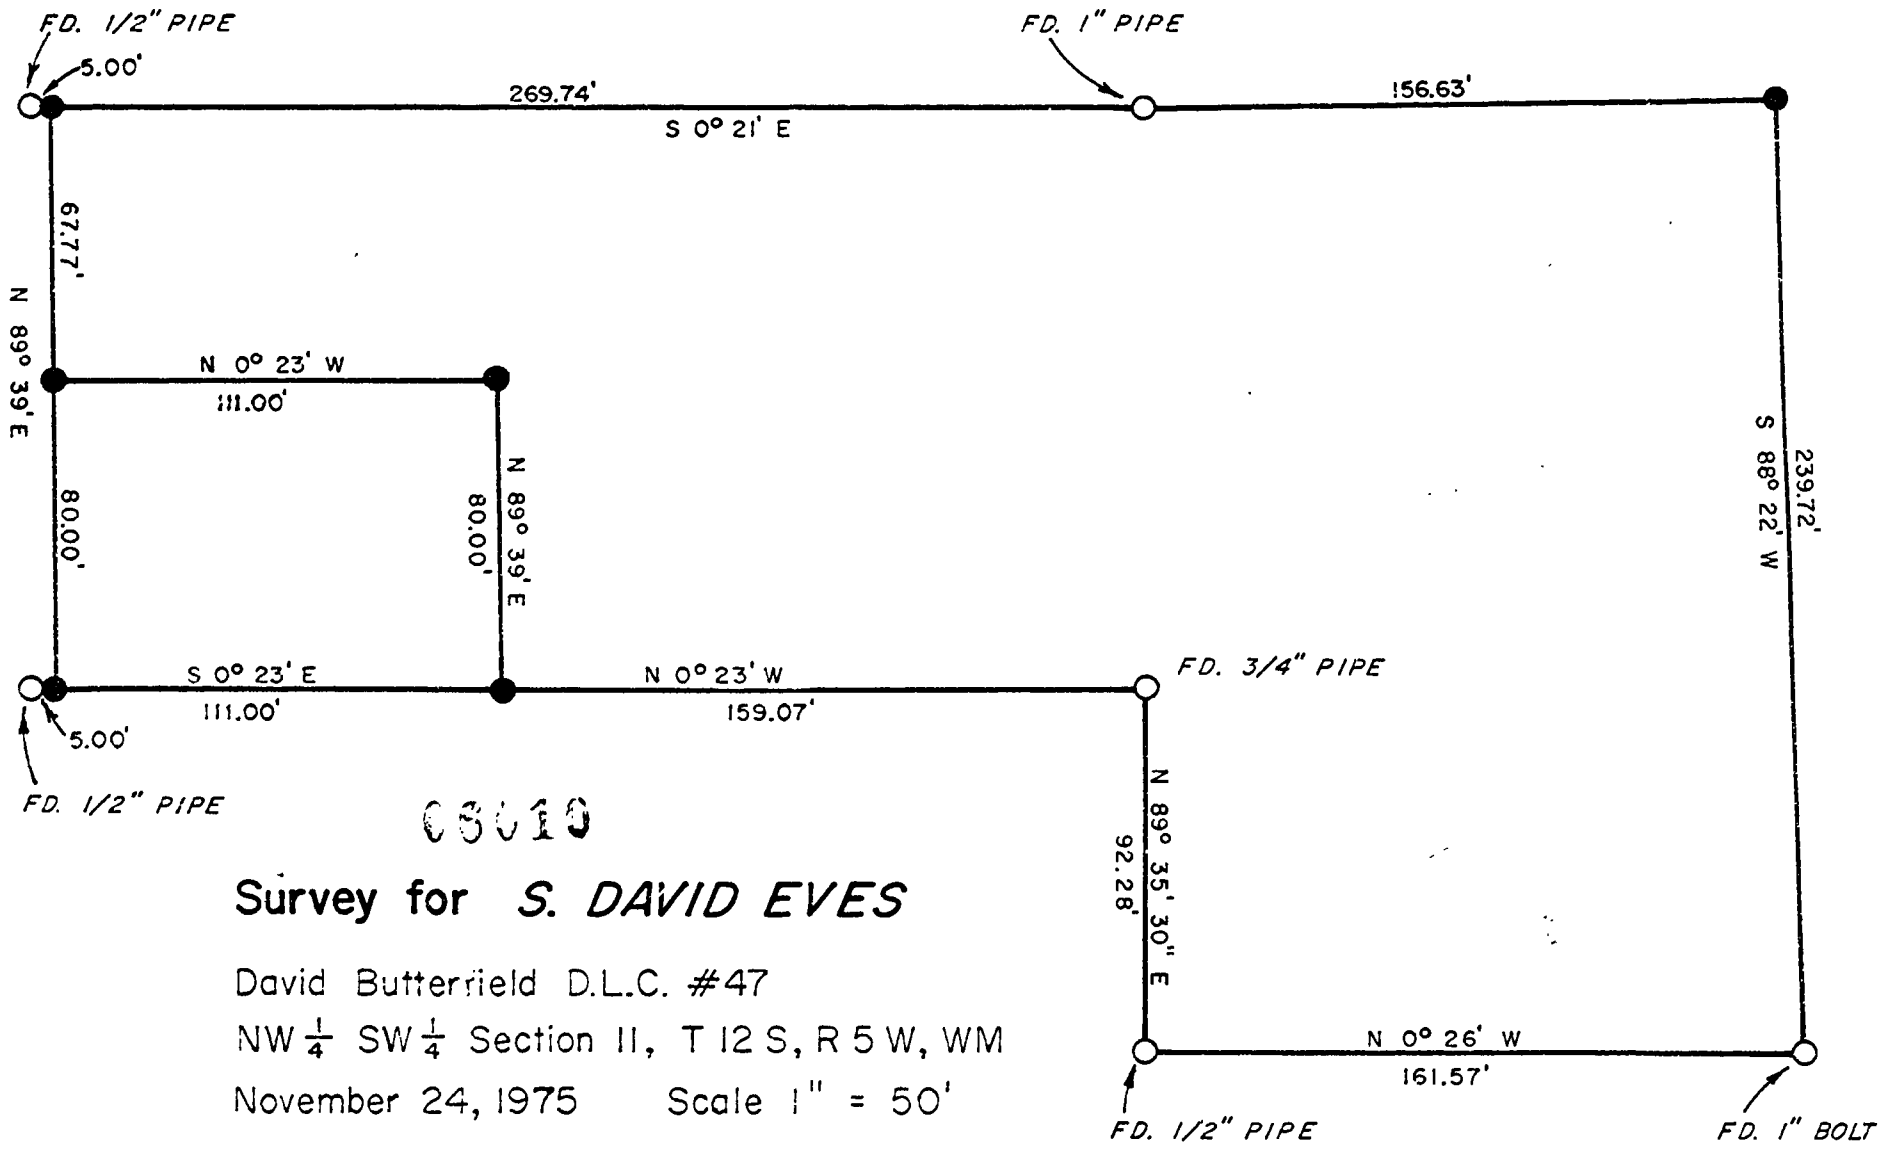 FD. 1/2" PIPE
FD. 1" PIPE
5.00'
269.74'
156.63'
S 0° 21' E
67.77'
N 89° 39' E
N 0° 23' W
111.00'
80.00'
N 89° 39' E
80.00'
S 88° 22' W
239.72'
S 0° 23' E
111.00'
N 0° 23' W
159.07'
FD. 3/4" PIPE
5.00'
FD. 1/2" PIPE
N 89° 35' 30" E
92.28'
Survey for S. DAVID EVES
David Butterfield D.L.C. #47
NW 1/4 SW 1/4 Section 11, T 12 S, R 5 W, WM
November 24, 1975 Scale 1" = 50'
N 0° 26' W
161.57'
FD. 1/2" PIPE
FD. 1" BOLT